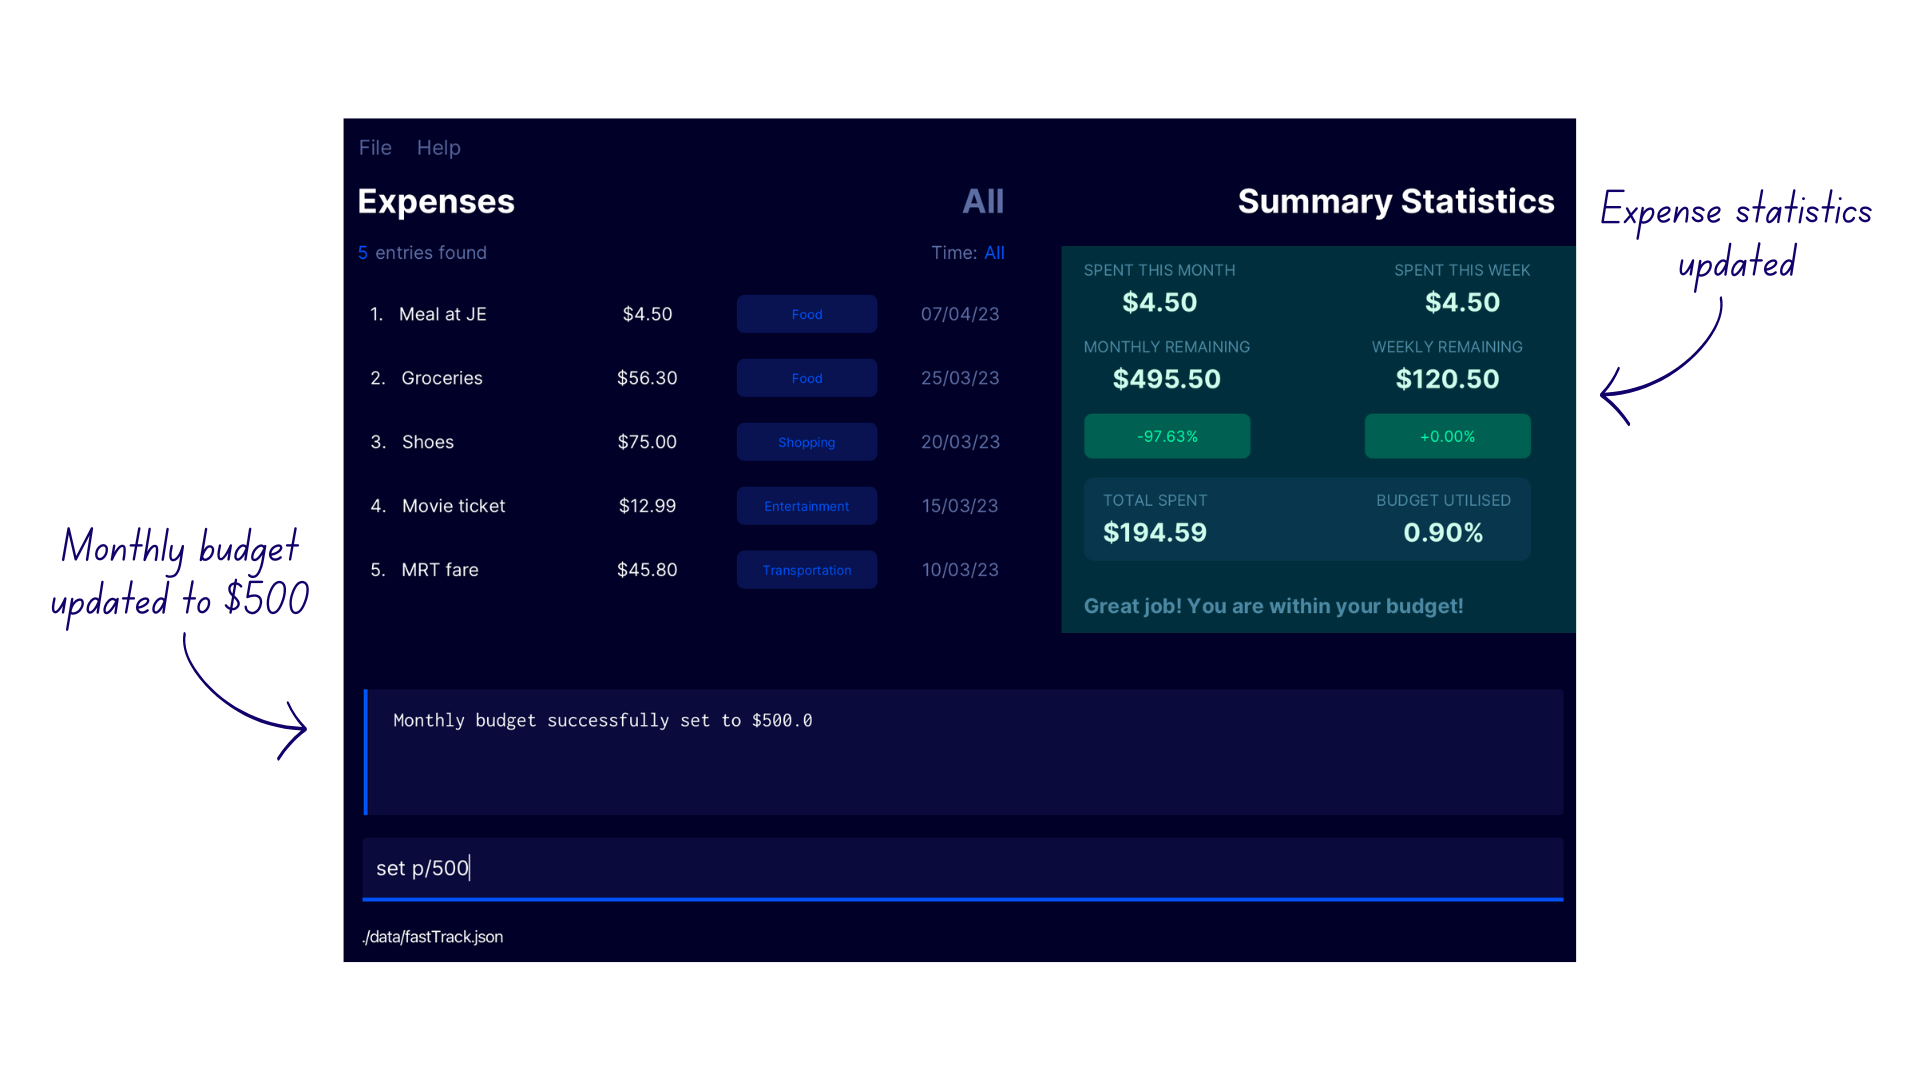 File Help
Expenses All
5 entries found Time: All
1. Meal at JE $4.50 Food 07/04/23
2. Groceries $56.30 Food 25/03/23
3. Shoes $75.00 Shopping 20/03/23
4. Movie ticket $12.99 Entertainment 15/03/23
5. MRT fare $45.80 Transportation 10/03/23
Summary Statistics
SPENT THIS MONTH SPENT THIS WEEK
$4.50 $4.50
MONTHLY REMAINING WEEKLY REMAINING
$495.50 $120.50
-97.63% +0.00%
TOTAL SPENT BUDGET UTILISED
$194.59 0.90%
Great job! You are within your budget!
Expense statistics
updated
Monthly budget
updated to $500
Monthly budget successfully set to $500.0
set p/500
./data/fastTrack.json